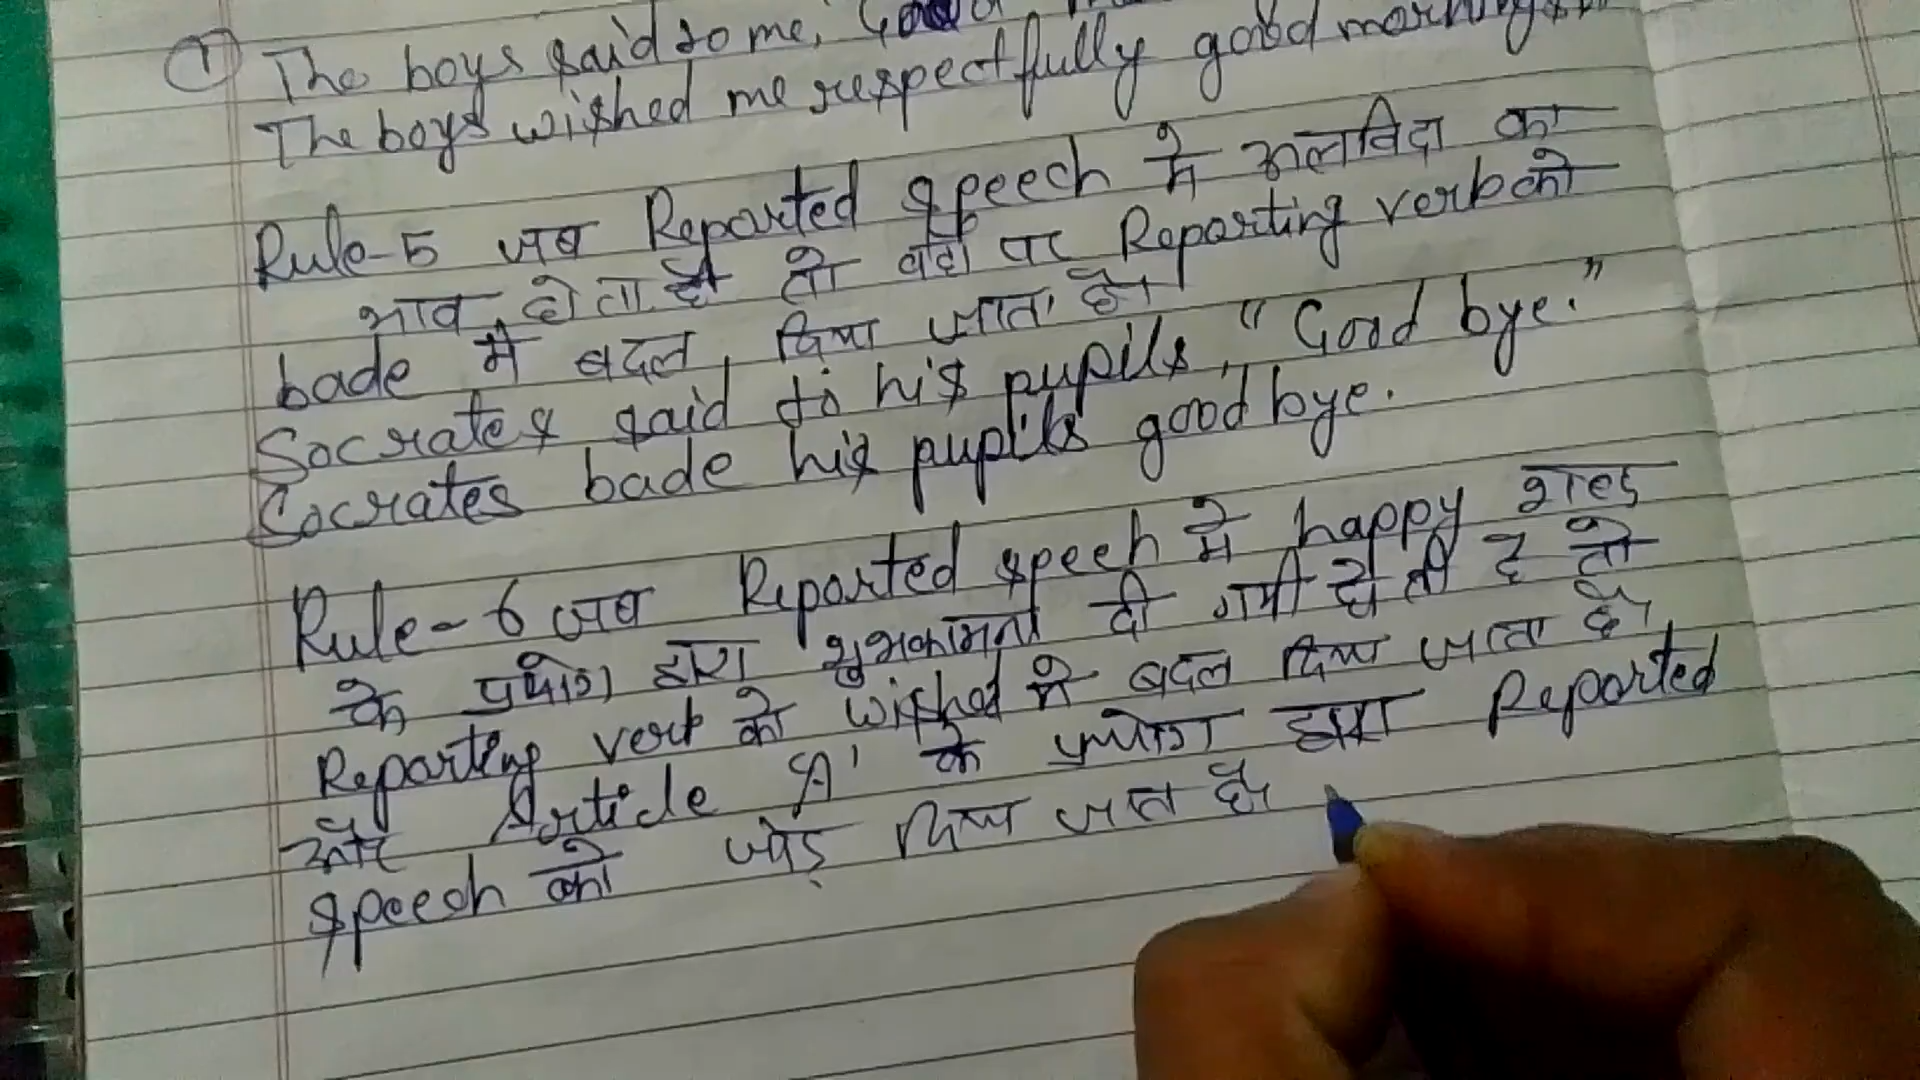 ① The boys said to me, Good
The boys wished me respectfully good morning
Rule-5 जब Reported speech मे अलविदा का
भाव होता है तो वहां पर Reporting verb को
bade मे बदल दिया जाता है।
Socrates said to his pupils, "Good bye."
Socrates bade his pupils good bye.
Rule-6 जब Reported speeh मे happy शब्द
के प्रयोग द्वारा शुभकामना दी गयी होती है तो
Reporting verb को wished मे बदल दिया जाता है।
और Article 'A' के प्रयोग द्वारा Reported
speech को जोड़ दिया जाता है।